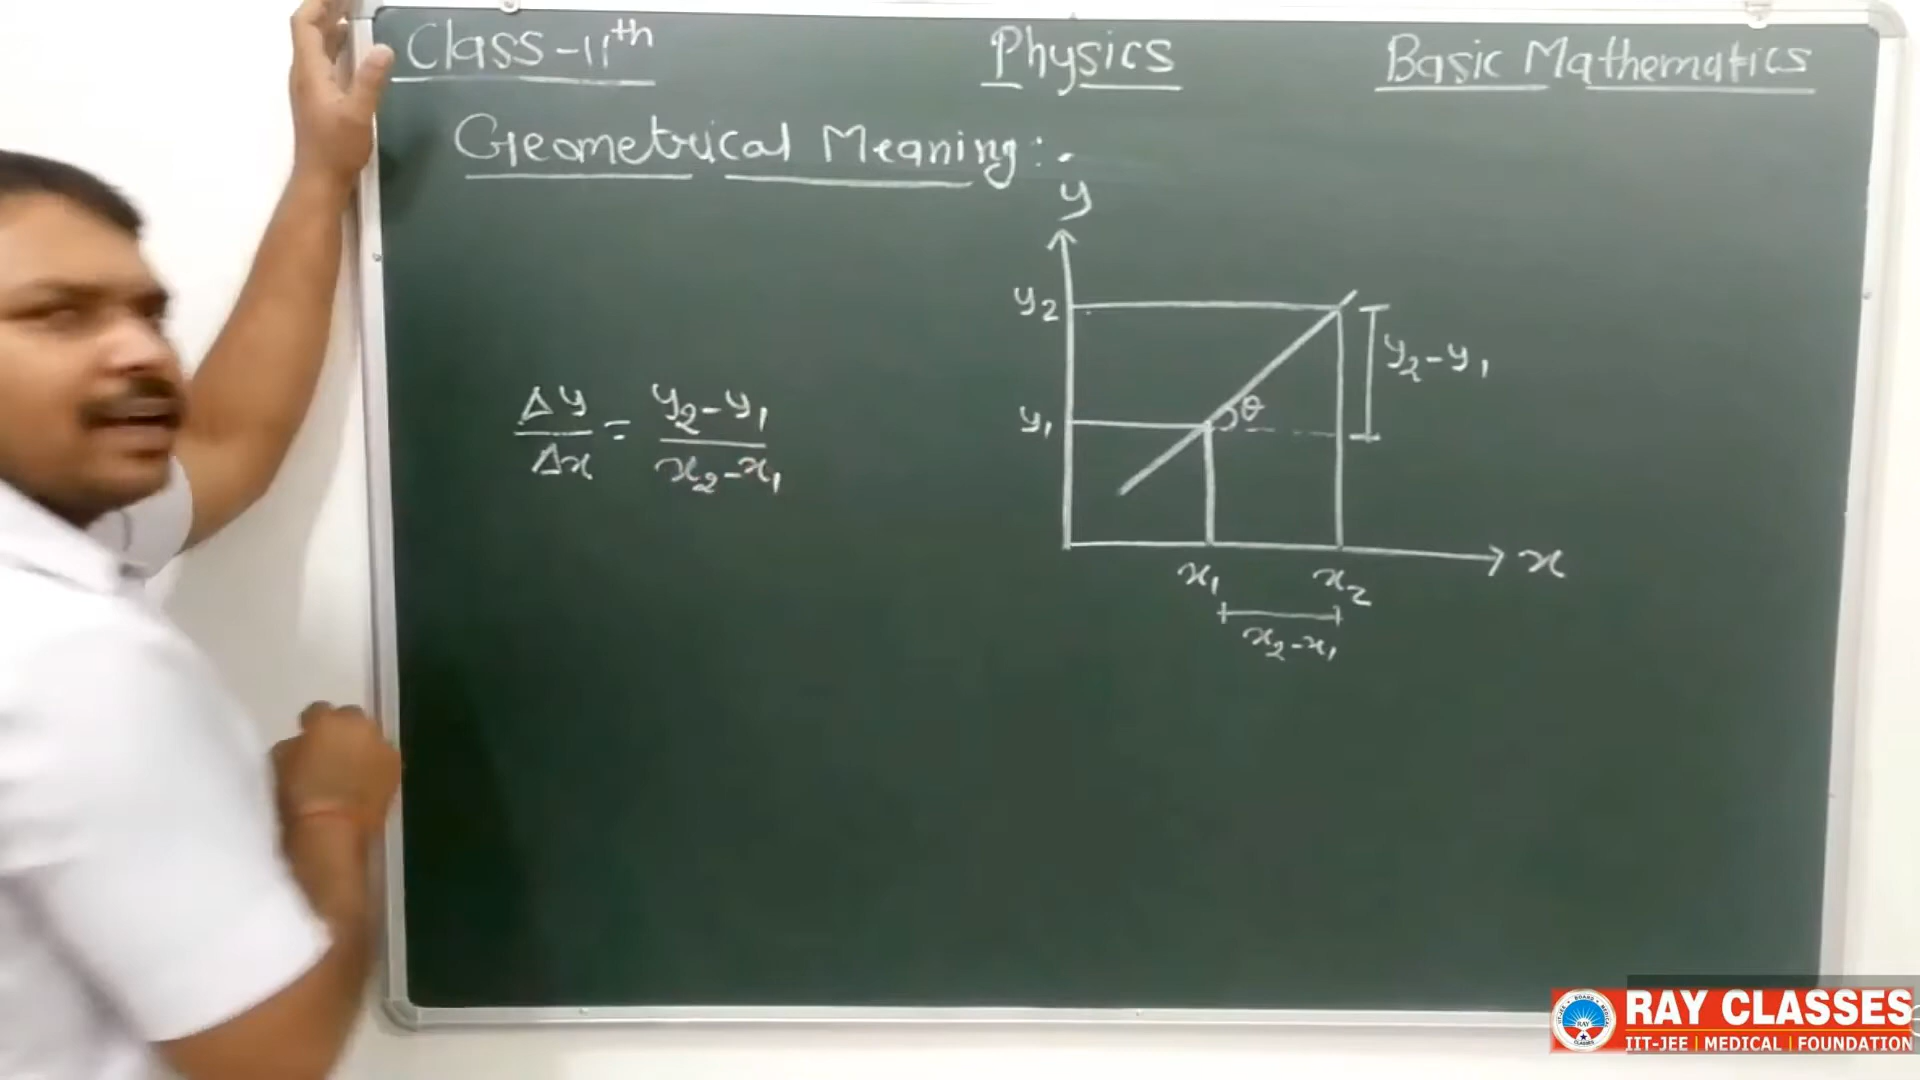 Class-11th Physics Basic Mathematics
Geometrical Meaning:-
y
y2
y2-y1
Δy/Δx = y2-y1/x2-x1
y1
θ
x
x1 x2
x2-x1
RAY CLASSES
IIT-JEE | MEDICAL | FOUNDATION